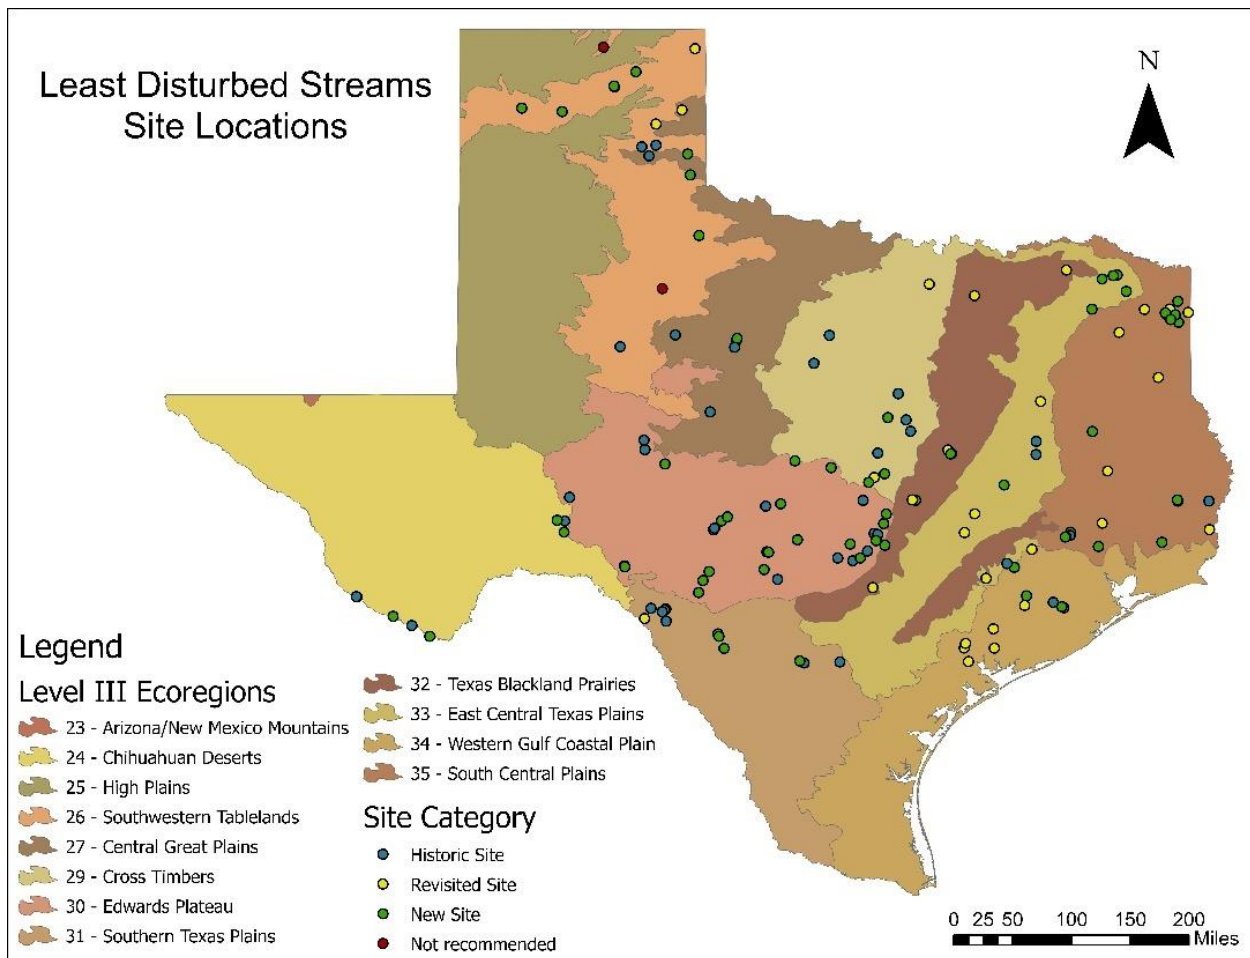 Least Disturbed Streams
Site Locations
N
Legend
Level III Ecoregions
23 - Arizona/New Mexico Mountains
24 - Chihuahuan Deserts
25 - High Plains
26 - Southwestern Tablelands
27 - Central Great Plains
29 - Cross Timbers
30 - Edwards Plateau
31 - Southern Texas Plains
32 - Texas Blackland Prairies
33 - East Central Texas Plains
34 - Western Gulf Coastal Plain
35 - South Central Plains
Site Category
Historic Site
Revisited Site
New Site
Not recommended
0 25 50 100 150 200
Miles